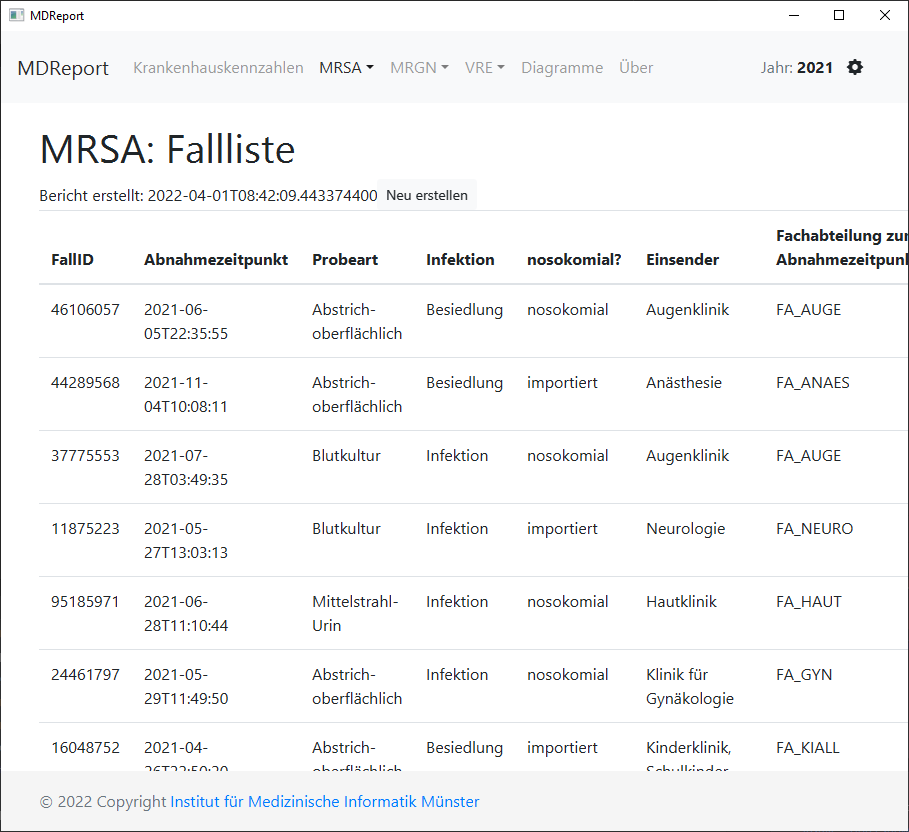 MDReport
MDReport Krankenhauskennzahlen MRSA MRGN VRE Diagramme Über Jahr: 2021
MRSA: Fallliste
Bericht erstellt: 2022-04-01T08:42:09.443374400 Neu erstellen
Fachabteilung zur
FallID Abnahmezeitpunkt Probeart Infektion nosokomial? Einsender Abnahmezeitpunkt
46106057 2021-06- Abstrich- Besiedlung nosokomial Augenklinik FA_AUGE
05T22:35:55 oberflächlich
44289568 2021-11- Abstrich- Besiedlung importiert Anästhesie FA_ANAES
04T10:08:11 oberflächlich
37775553 2021-07- Blutkultur Infektion nosokomial Augenklinik FA_AUGE
28T03:49:35
11875223 2021-05- Blutkultur Infektion importiert Neurologie FA_NEURO
27T13:03:13
95185971 2021-06- Mittelstrahl- Infektion nosokomial Hautklinik FA_HAUT
28T11:10:44 Urin
24461797 2021-05- Abstrich- Infektion nosokomial Klinik für FA_GYN
29T11:49:50 oberflächlich Gynäkologie
16048752 2021-04- Abstrich- Besiedlung importiert Kinderklinik, FA_KIALL
oberflächlich Schulkinder
© 2022 Copyright Institut für Medizinische Informatik Münster